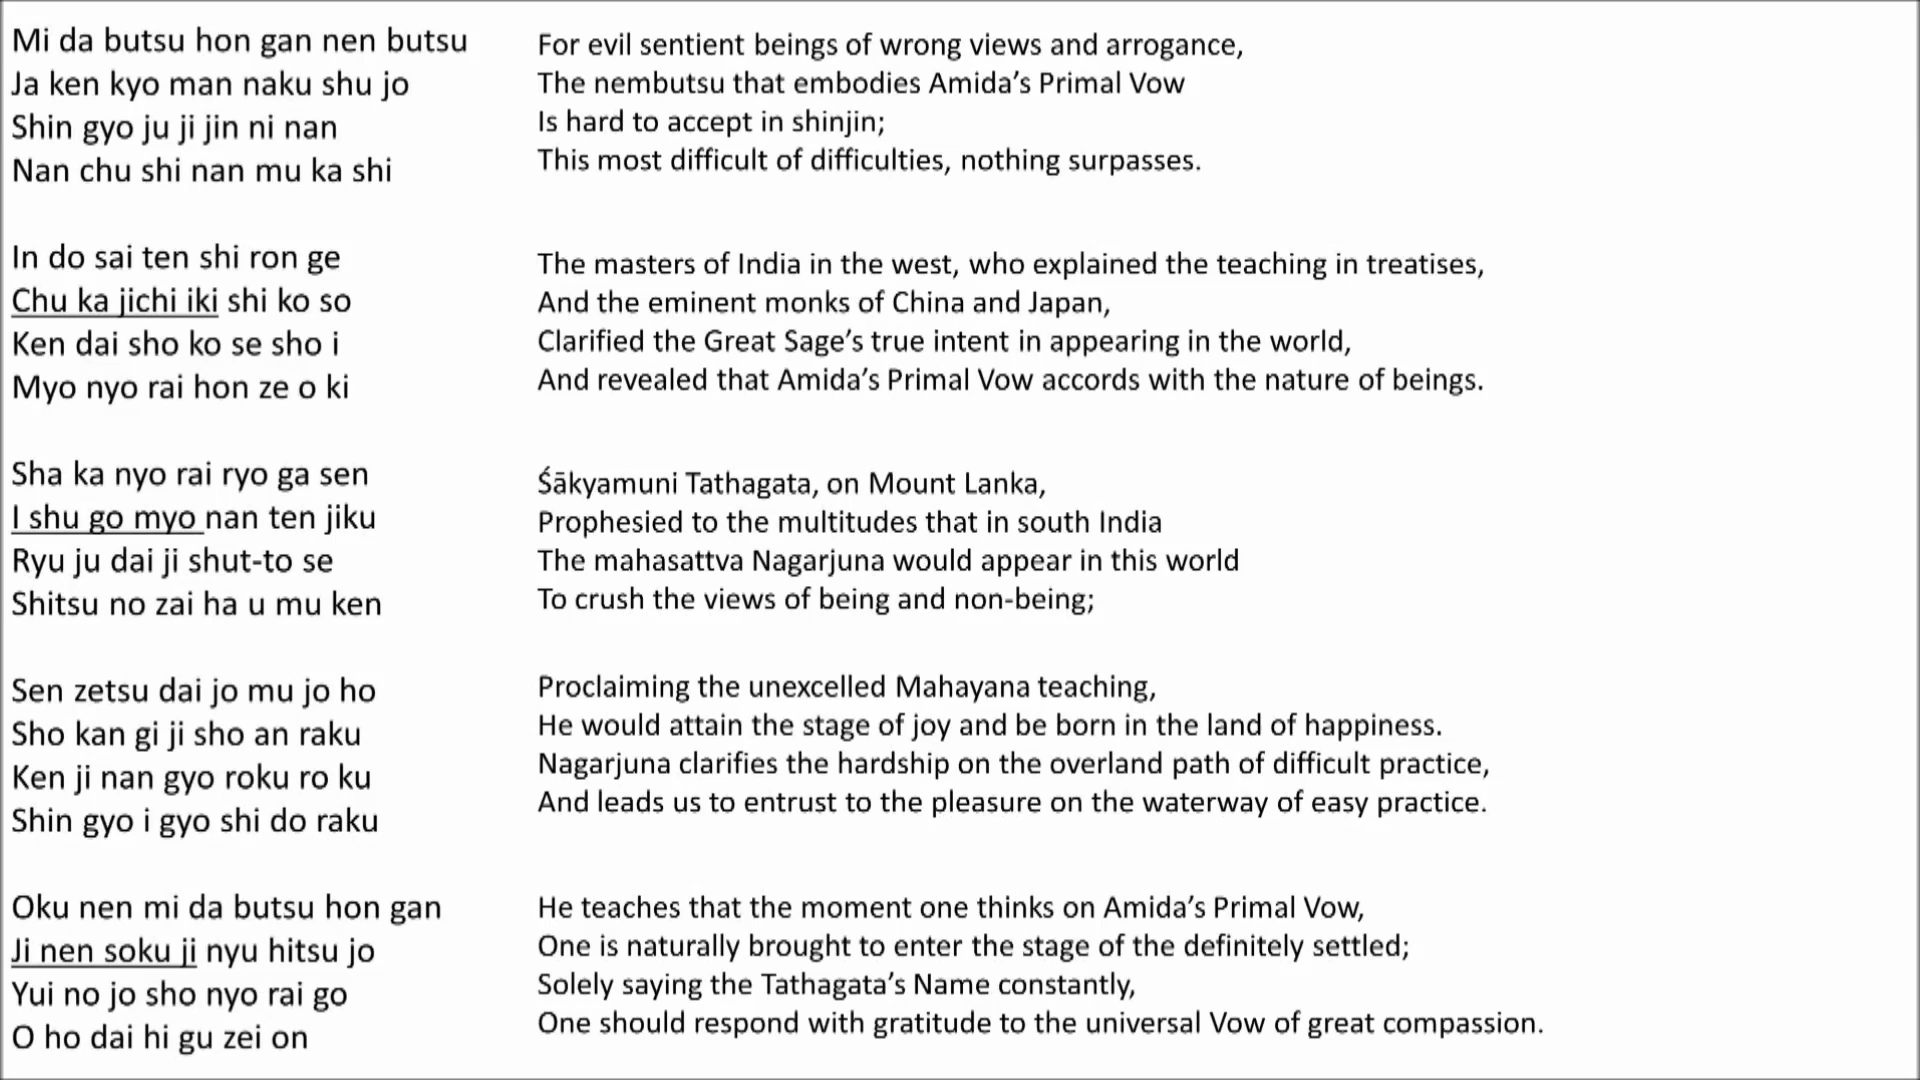 Mi da butsu hon gan nen butsu
Ja ken kyo man naku shu jo
Shin gyo ju ji jin ni nan
Nan chu shi nan mu ka shi
For evil sentient beings of wrong views and arrogance,
The nembutsu that embodies Amida’s Primal Vow
Is hard to accept in shinjin;
This most difficult of difficulties, nothing surpasses.
In do sai ten shi ron ge
Chu ka jichi iki shi ko so
Ken dai sho ko se sho i
Myo nyo rai hon ze o ki
The masters of India in the west, who explained the teaching in treatises,
And the eminent monks of China and Japan,
Clarified the Great Sage’s true intent in appearing in the world,
And revealed that Amida’s Primal Vow accords with the nature of beings.
Sha ka nyo rai ryo ga sen
I shu go myo nan ten jiku
Ryu ju dai ji shut-to se
Shitsu no zai ha u mu ken
Śākyamuni Tathagata, on Mount Lanka,
Prophesied to the multitudes that in south India
The mahasattva Nagarjuna would appear in this world
To crush the views of being and non-being;
Sen zetsu dai jo mu jo ho
Sho kan gi ji sho an raku
Ken ji nan gyo roku ro ku
Shin gyo i gyo shi do raku
Proclaiming the unexcelled Mahayana teaching,
He would attain the stage of joy and be born in the land of happiness.
Nagarjuna clarifies the hardship on the overland path of difficult practice,
And leads us to entrust to the pleasure on the waterway of easy practice.
Oku nen mi da butsu hon gan
Ji nen soku ji nyu hitsu jo
Yui no jo sho nyo rai go
O ho dai hi gu zei on
He teaches that the moment one thinks on Amida’s Primal Vow,
One is naturally brought to enter the stage of the definitely settled;
Solely saying the Tathagata’s Name constantly,
One should respond with gratitude to the universal Vow of great compassion.